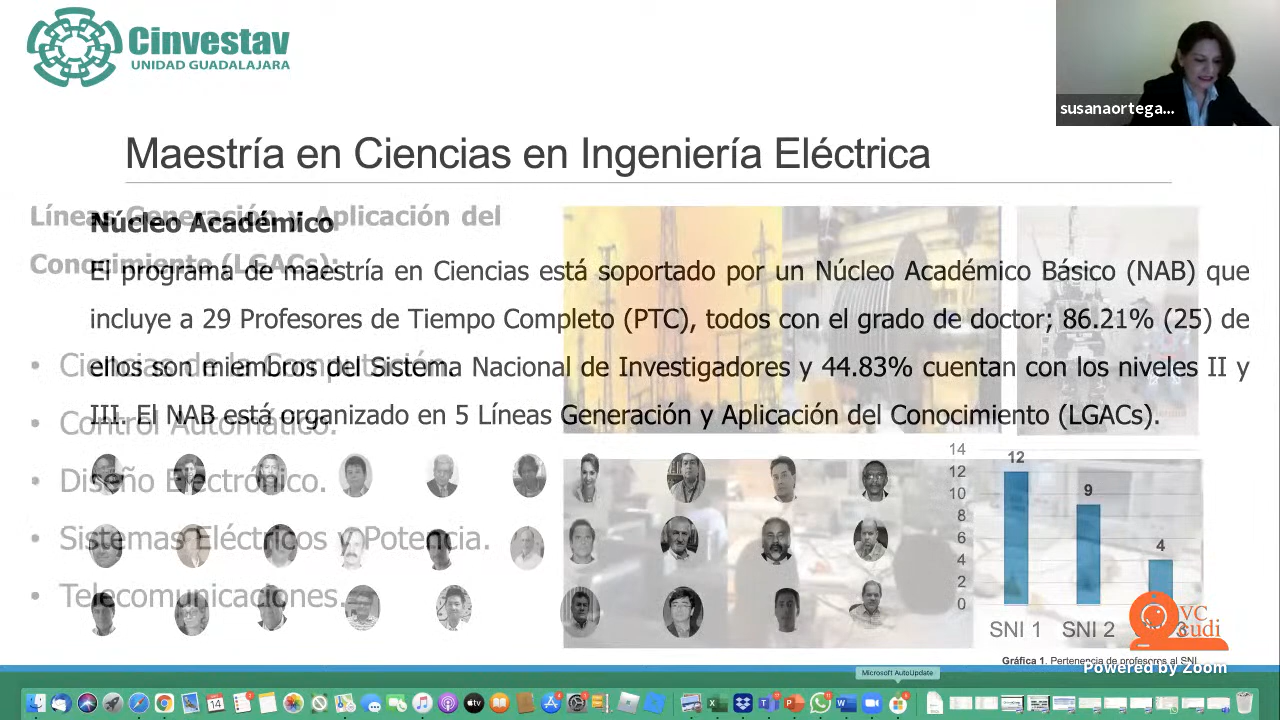 Cinvestav
UNIDAD GUADALAJARA
susanaortega...
Maestría en Ciencias en Ingeniería Eléctrica
Líneas Generación y Aplicación del
Conocimiento (LGACs):
Núcleo Académico
El programa de maestría en Ciencias está soportado por un Núcleo Académico Básico (NAB) que
incluye a 29 Profesores de Tiempo Completo (PTC), todos con el grado de doctor; 86.21% (25) de
ellos son miembros del Sistema Nacional de Investigadores y 44.83% cuentan con los niveles II y
III. El NAB está organizado en 5 Líneas Generación y Aplicación del Conocimiento (LGACs).
• Ciencias de la Computación.
• Control Automático.
• Diseño Electrónico.
• Sistemas Eléctricos y Potencia.
• Telecomunicaciones.
14
12
10
8
6
4
2
0
12
9
4
SNI 1 SNI 2
VC
cudi
Gráfica 1. Pertenencia de profesores al SNI
Powered by Zoom
Microsoft AutoUpdate
14
tv